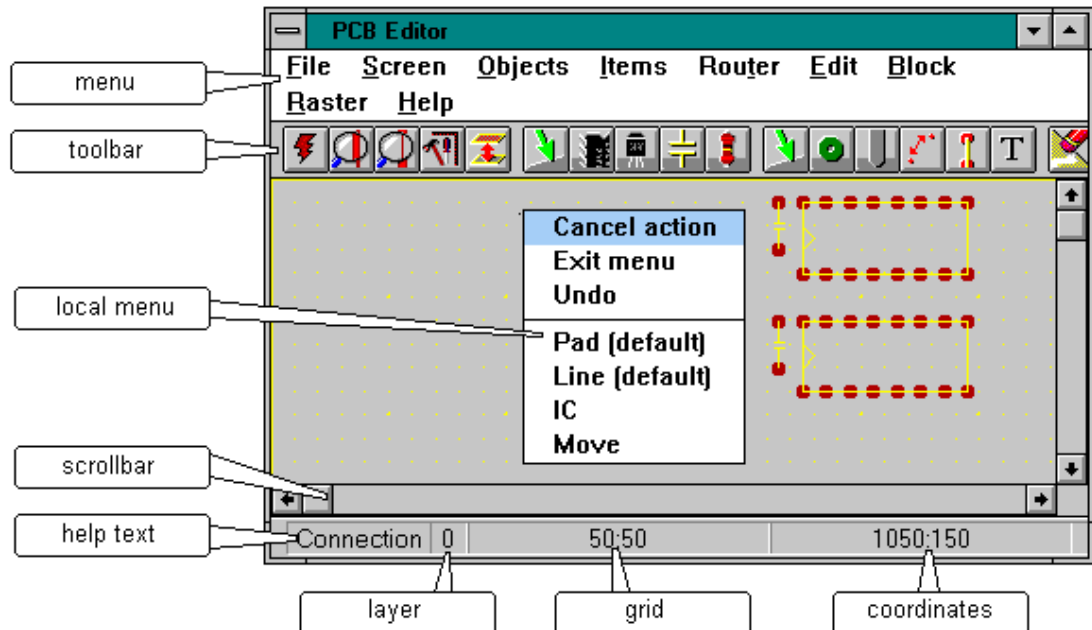 PCB Editor
File Screen Objects Items Router Edit Block
Raster Help
menu
toolbar
T
Cancel action
Exit menu
Undo
Pad (default)
Line (default)
IC
Move
local menu
scrollbar
help text
Connection 0 50;50 1050;150
layer grid coordinates